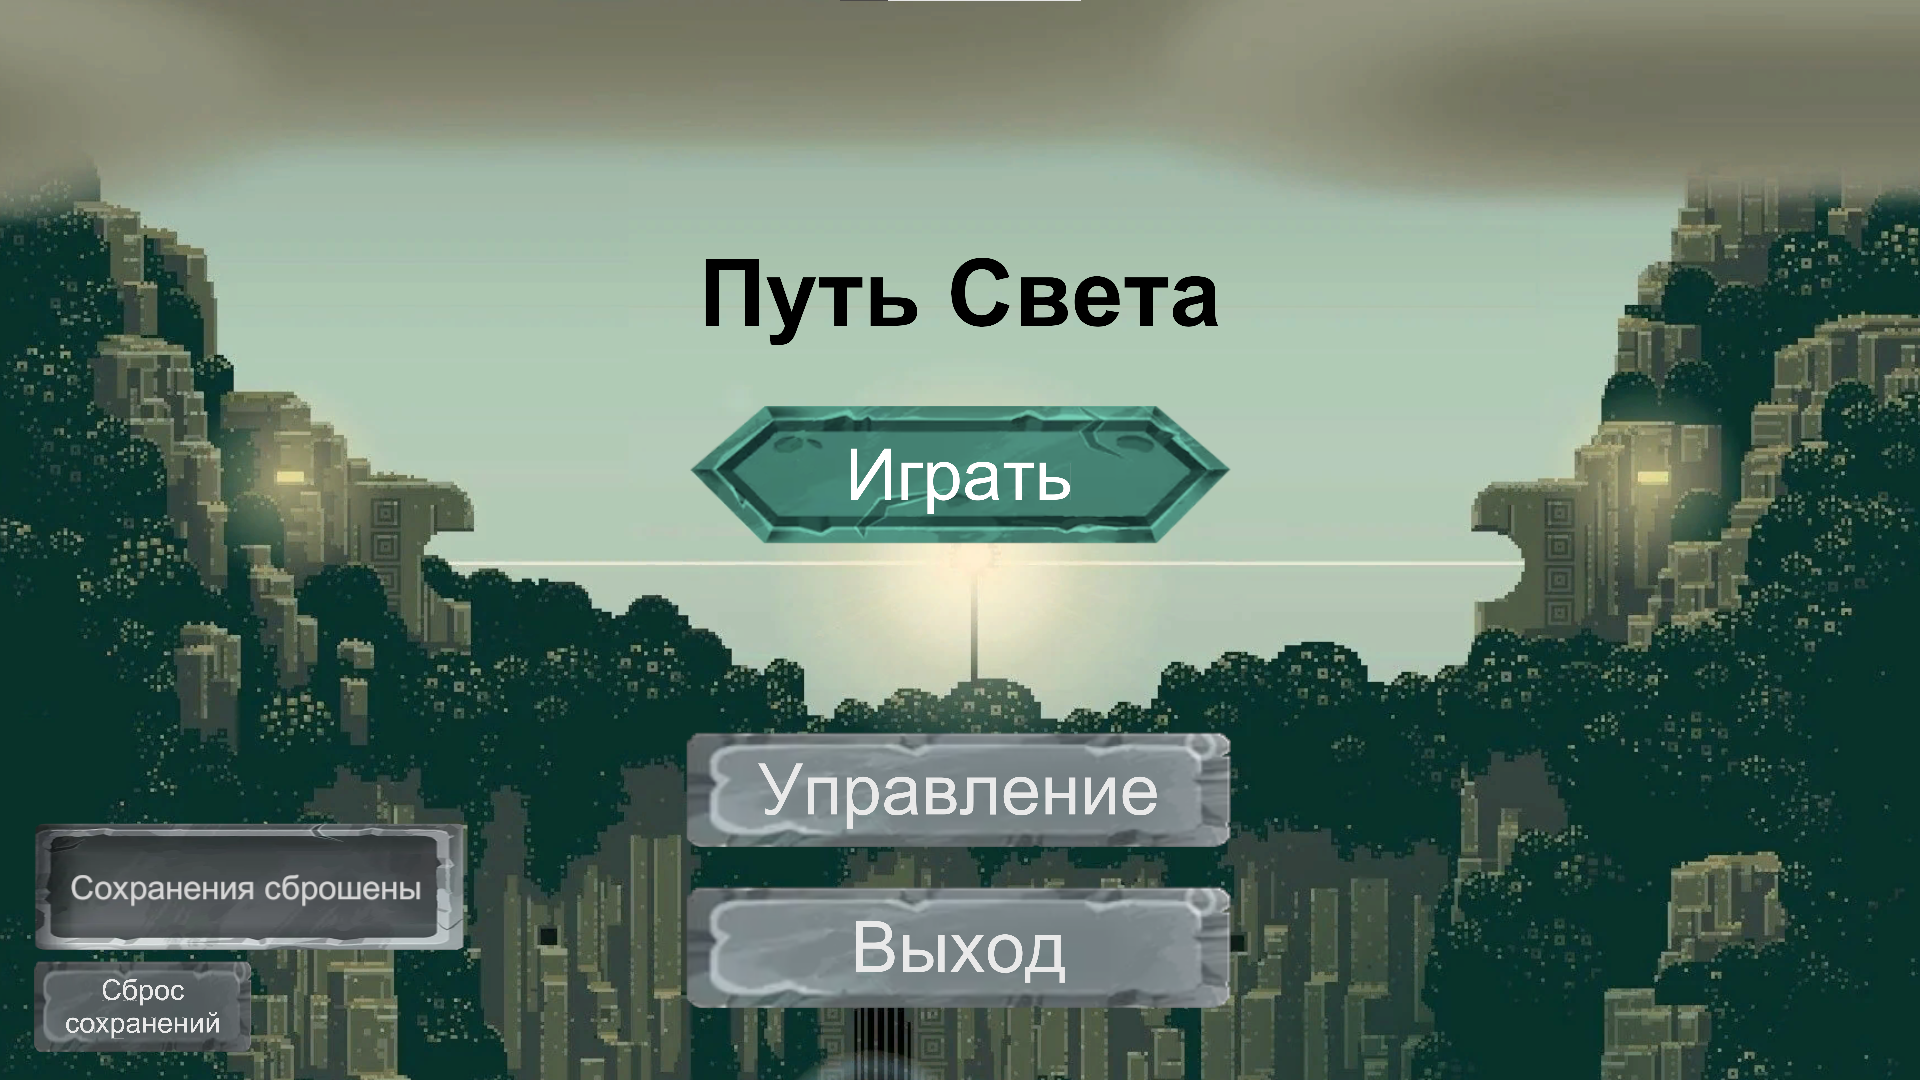 Путь Света
Играть
Управление
Сохранения сброшены
Выход
Сброс
сохранений